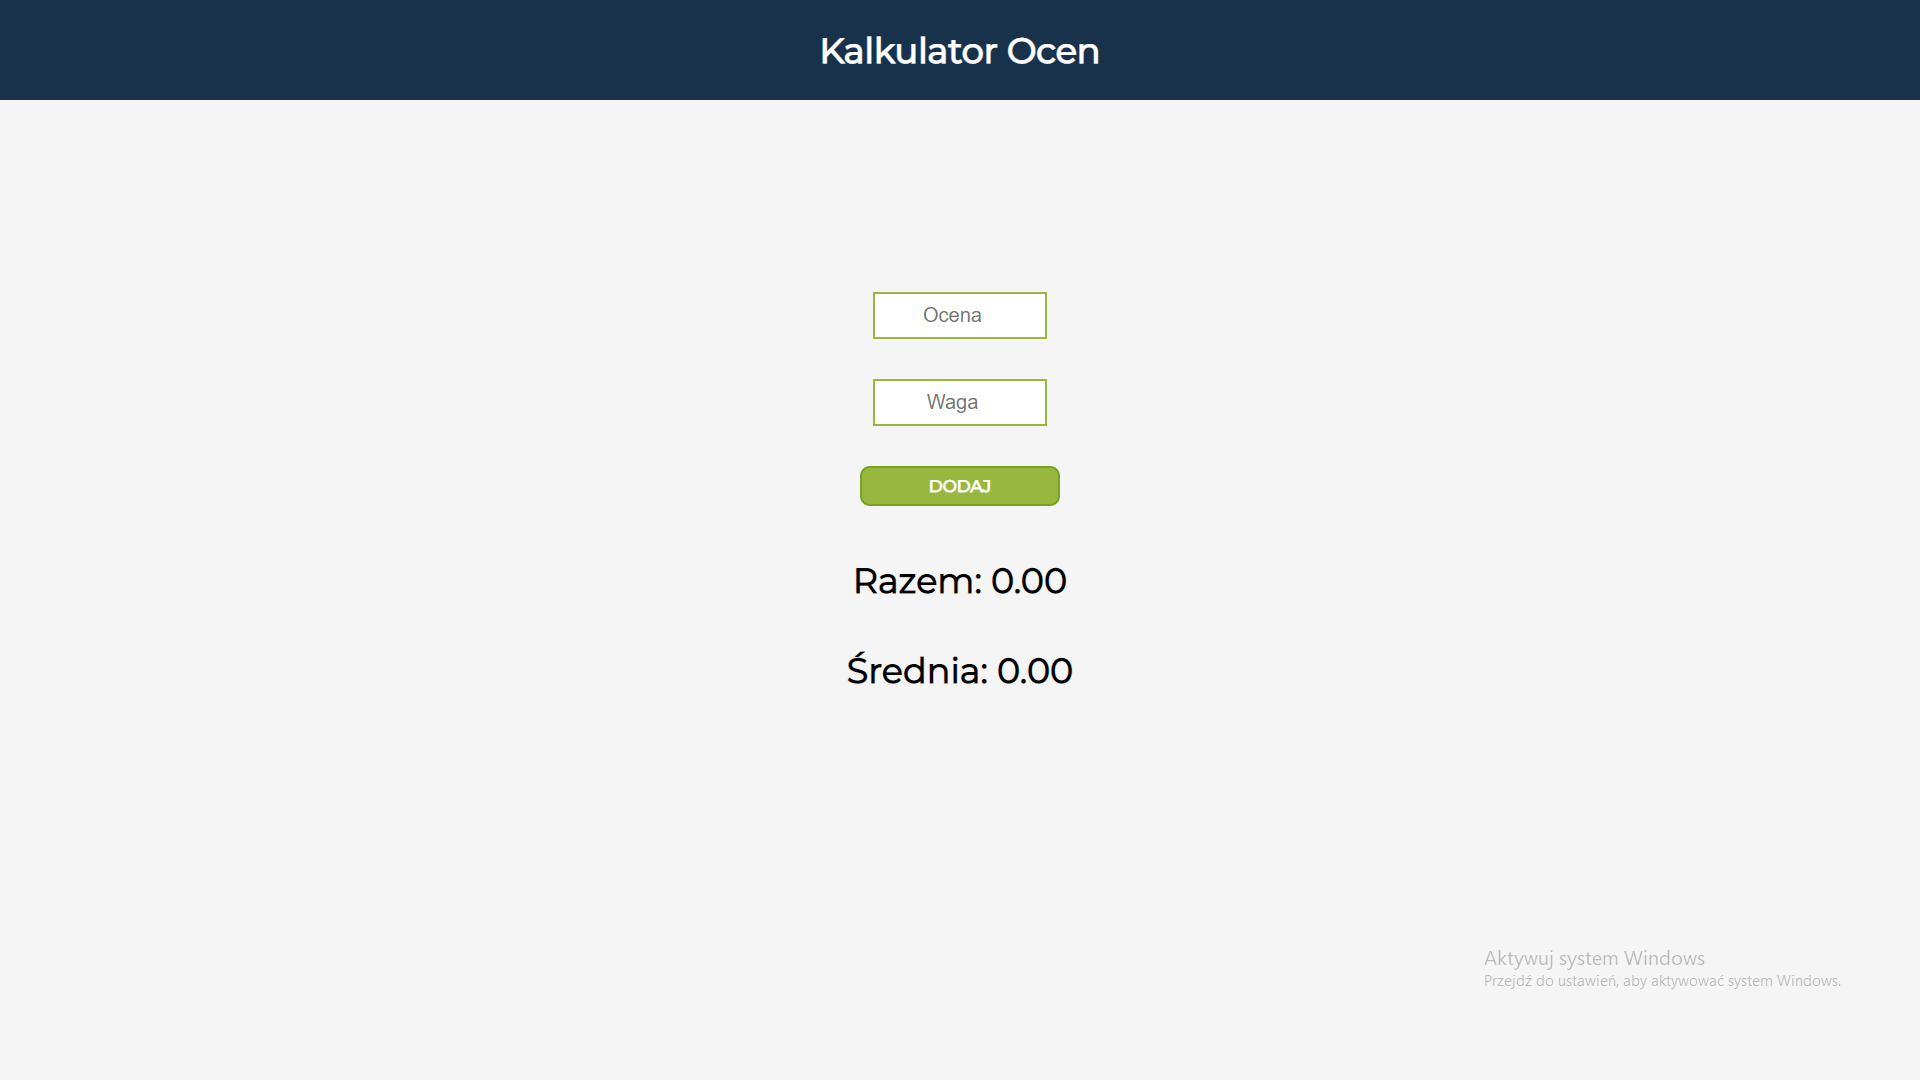 Kalkulator Ocen
Ocena
Waga
DODAJ
Razem: 0.00
Średnia: 0.00
Aktywuj system Windows
Przejdź do ustawień, aby aktywować system Windows.